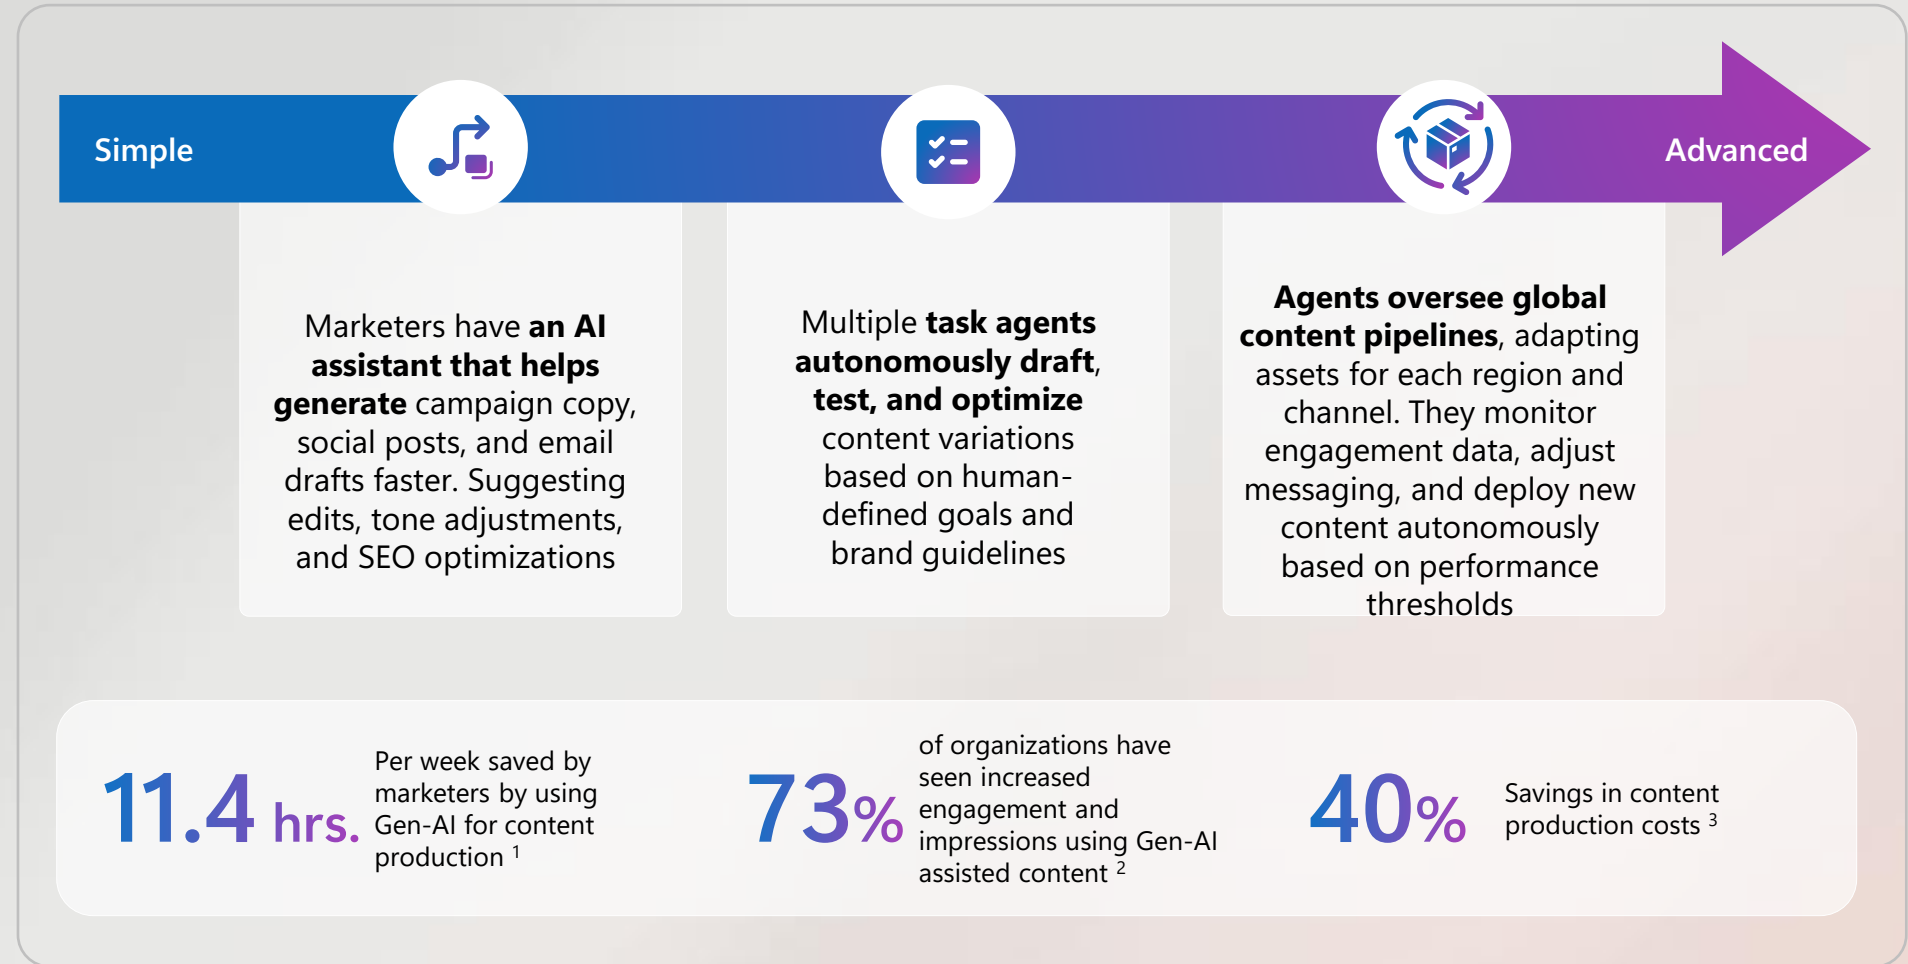 Simple
Advanced
Marketers have an AI
assistant that helps
generate campaign copy,
social posts, and email
drafts faster. Suggesting
edits, tone adjustments,
and SEO optimizations
Multiple task agents
autonomously draft,
test, and optimize
content variations
based on human-
defined goals and
brand guidelines
Agents oversee global
content pipelines, adapting
assets for each region and
channel. They monitor
engagement data, adjust
messaging, and deploy new
content autonomously
based on performance
thresholds
11.4 hrs.
Per week saved by
marketers by using
Gen-AI for content
production 1
73%
of organizations have
seen increased
engagement and
impressions using Gen-AI
assisted content 2
40%
Savings in content
production costs 3